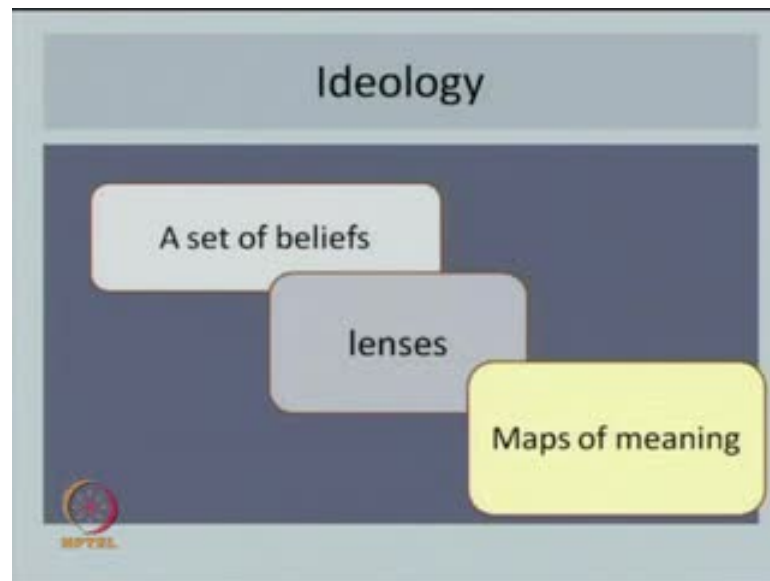 Ideology
A set of beliefs
lenses
Maps of meaning
NPTEL